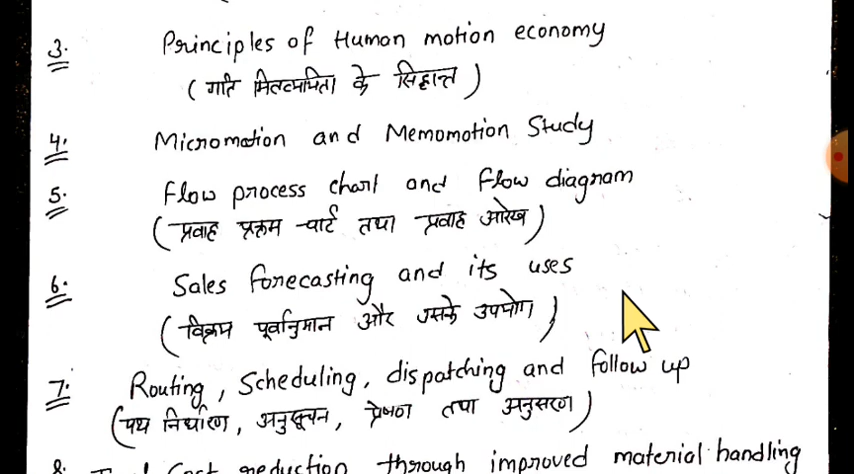 3. Principles of Human motion economy
(गति मितव्ययिता के सिद्धान्त)
4. Micromotion and Memomotion Study
5. Flow process chart and flow diagram
(प्रवाह प्रक्रम चार्ट तथा प्रवाह आरेख)
6. Sales forecasting and its uses
(विक्रय पूर्वानुमान और उसके उपयोग)
7. Routing, Scheduling, dispatching and follow up
(पथ निर्धारण, अनुसूचन, प्रेषण तथा अनुसरण)
8. Cost reduction through improved material handling